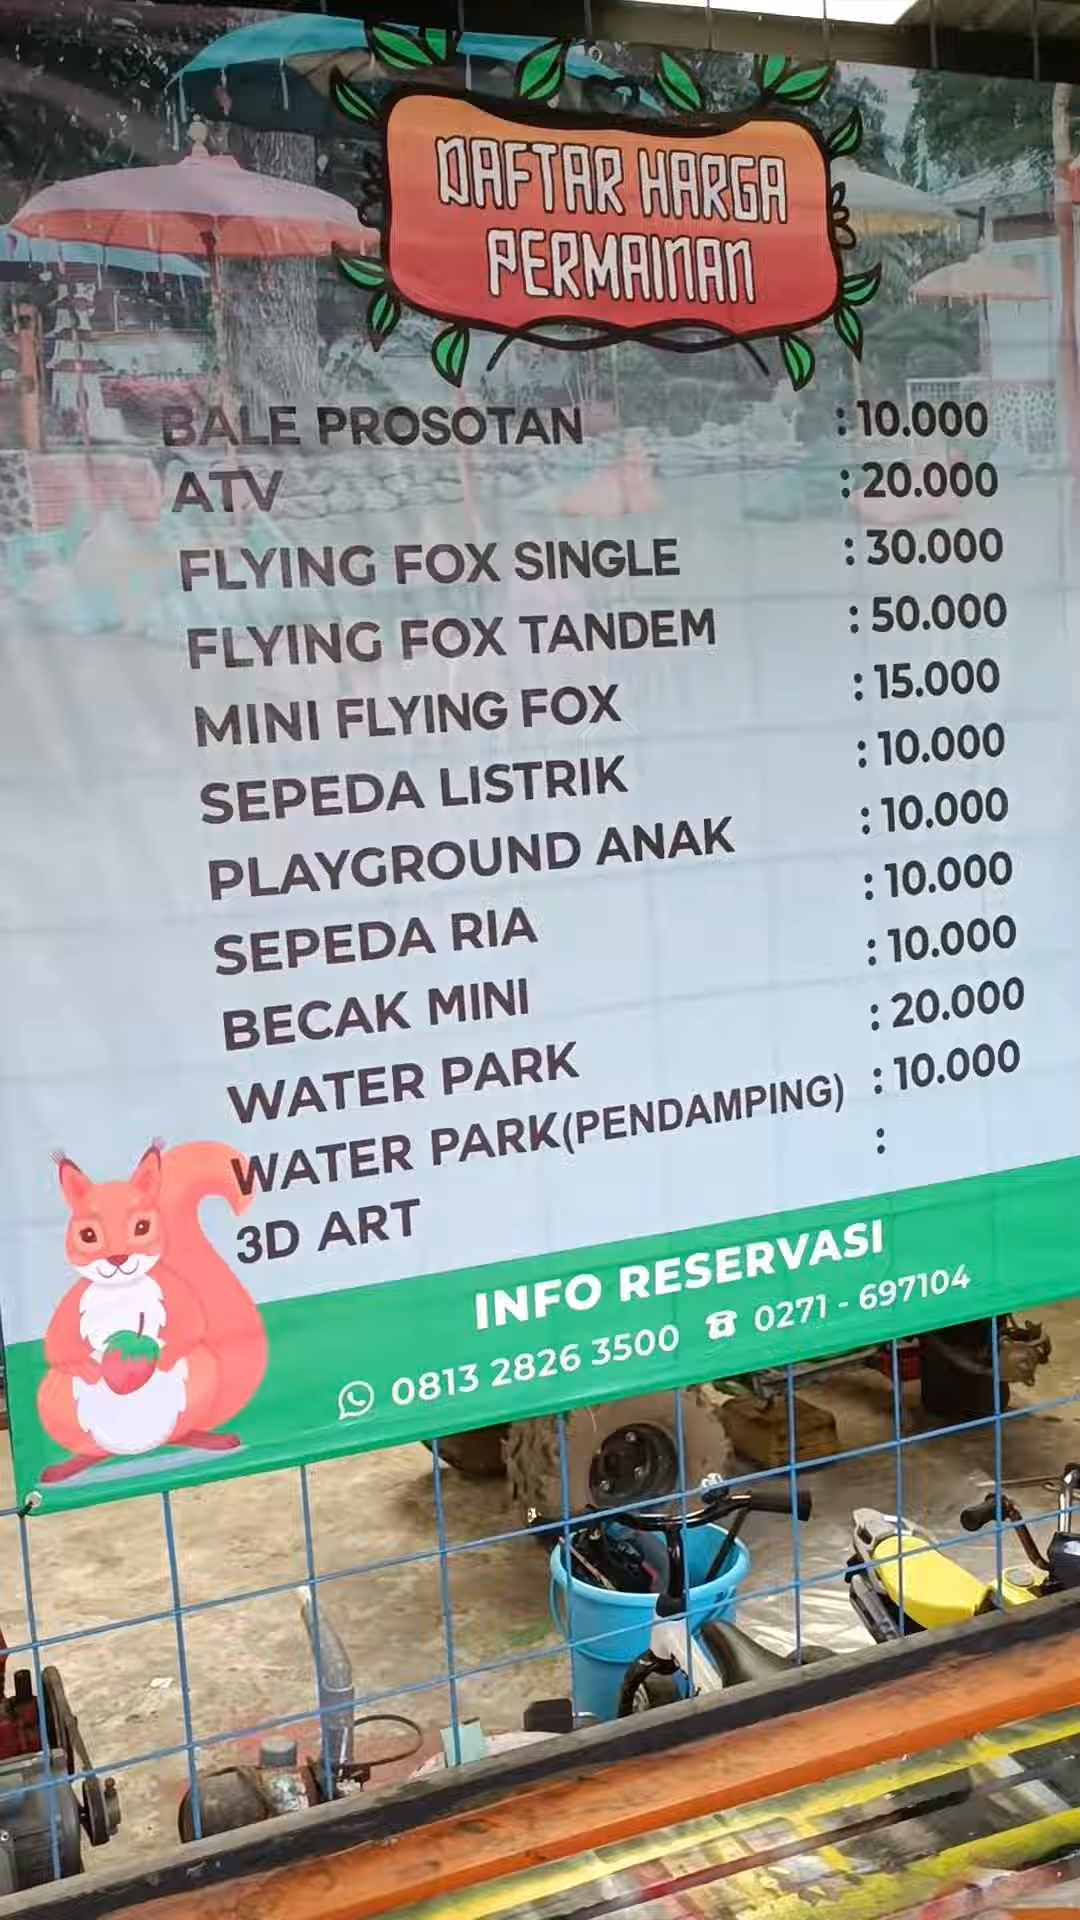 DAFTAR HARGA
PERMAINAN
BALE PROSOTAN : 10.000
ATV : 20.000
FLYING FOX SINGLE : 30.000
FLYING FOX TANDEM : 50.000
MINI FLYING FOX : 15.000
SEPEDA LISTRIK : 10.000
PLAYGROUND ANAK : 10.000
SEPEDA RIA : 10.000
BECAK MINI : 10.000
WATER PARK : 20.000
WATER PARK(PENDAMPING) : 10.000
3D ART :
INFO RESERVASI
0813 2826 3500 ☎ 0271 - 697104